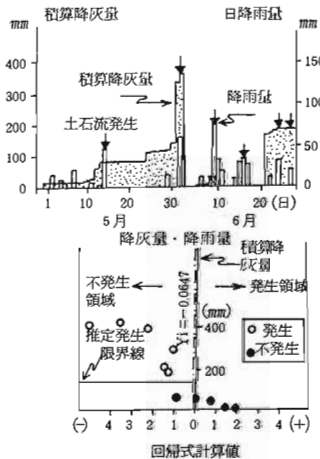 積算降灰量
日降雨量
mm
mm
400
300
200
100
0
150
100
50
0
積算降灰量
降雨量
土石流発生
1 10 20 30 1 10 20 (日)
5月 6月
降灰量・降雨量
積算降
灰量
不発生
領域
発生領域
Yi=-0.0647
(mm)
400
200
推定発生
限界線
○ 発生
● 不発生
(-) 4 3 2 1 0 1 2 3 4 (+)
回帰式計算値